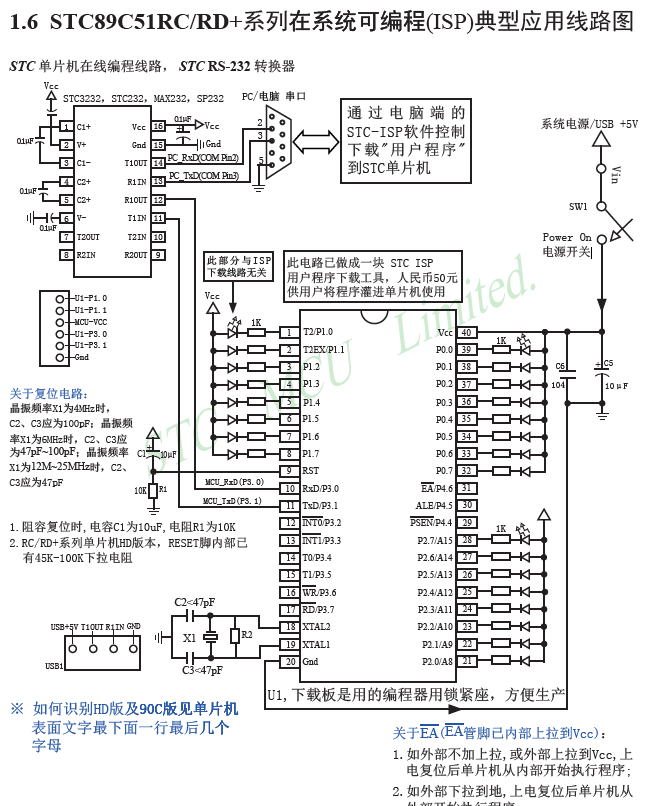 1.6 STC89C51RC/RD+系列在系统可编程(ISP)典型应用线路图
STC 单片机在线编程线路， STC RS-232 转换器
Vcc
STC3232, STC232, MAX232, SP232
PC/电脑 串口
0.1μF
1 C1+
2 V+
3 C1-
4 C2+
5 C2+
6 V-
7 T2OUT
8 R2IN
0.1μF
0.1μF
0.1μF
Vcc 16
Gnd 15
T1OUT 14
R1IN 13
R1OUT 12
T1IN 11
T2IN 10
R2OUT 9
Vcc
Gnd
PC_RxD(COM Pin2)
PC_TxD(COM Pin3)
2
3
5
通过电脑端的
STC-ISP软件控制
下载"用户程序"
到STC单片机
系统电源/USB +5V
Vin
SW1
Power On
电源开关
此部分与ISP
下载线路无关
此电路已做成一块 STC ISP
用户程序下载工具，人民币50元
供用户将程序灌进单片机使用
U1-P1.0
U1-P1.1
MCU-VCC
U1-P3.0
U1-P3.1
Gnd
Vcc
1K
1 T2/P1.0
2 T2EX/P1.1
3 P1.2
4 P1.3
5 P1.4
6 P1.5
7 P1.6
8 P1.7
9 RST
10 RxD/P3.0
11 TxD/P3.1
12 INT0/P3.2
13 INT1/P3.3
14 T0/P3.4
15 T1/P3.5
16 WR/P3.6
17 RD/P3.7
18 XTAL2
19 XTAL1
20 Gnd
Vcc 40
P0.0 39
P0.1 38
P0.2 37
P0.3 36
P0.4 35
P0.5 34
P0.6 33
P0.7 32
EA/P4.6 31
ALE/P4.5 30
PSEN/P4.4 29
P2.7/A15 28
P2.6/A14 27
P2.5/A13 26
P2.4/A12 25
P2.3/A11 24
P2.2/A10 23
P2.1/A9 22
P2.0/A8 21
1K
1K
C6
104
C5
10μF
STC MCU Limited.
关于复位电路:
晶振频率X1为4MHz时,
C2、C3应为100pF; 晶振频
率X1为6MHz时，C2、C3应
为47pF~100pF; 晶振频率
X1为12M~25MHz时，C2、
C3应为47pF
C1 10μF
10K R1
MCU_RxD(P3.0)
MCU_TxD(P3.1)
1.阻容复位时,电容C1为10uF,电阻R1为10K
2.RC/RD+系列单片机HD版本，RESET脚内部已
有45K-100K下拉电阻
C2<47pF
X1
R2
C3<47pF
USB+5V T1OUT R1IN GND
USB1
U1,下载板是用的编程器用锁紧座，方便生产
※ 如何识别HD版及90C版见单片机
表面文字最下面一行最后几个
字母
关于EA(EA管脚已内部上拉到Vcc):
1.如外部不加上拉,或外部上拉到Vcc,上
电复位后单片机从内部开始执行程序;
2.如外部下拉到地,上电复位后单片机从
外部开始执行程序